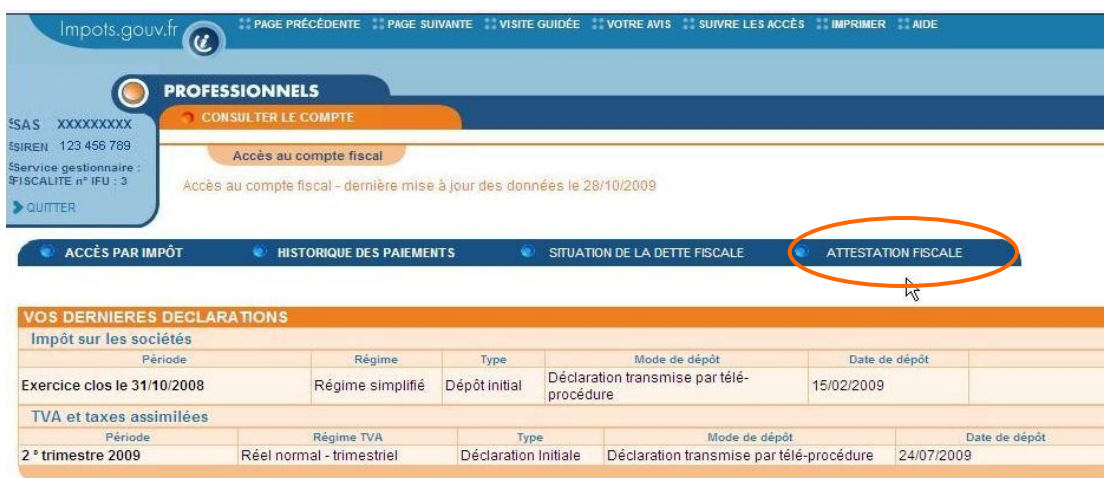 Impots.gouv.fr PAGE PRÉCÉDENTE PAGE SUIVANTE VISITE GUIDÉE VOTRE AVIS SUIVRE LES ACCÈS IMPRIMER AIDE
PROFESSIONNELS
CONSULTER LE COMPTE
SAS XXXXXXXXX
SIREN 123 456 789
Service gestionnaire :
FISCALITE n° IFU : 3
QUITTER
Accès au compte fiscal
Accès au compte fiscal - dernière mise à jour des données le 28/10/2009
ACCÈS PAR IMPÔT HISTORIQUE DES PAIEMENTS SITUATION DE LA DETTE FISCALE ATTESTATION FISCALE
VOS DERNIERES DECLARATIONS
Impôt sur les sociétés
Période Régime Type Mode de dépôt Date de dépôt
Exercice clos le 31/10/2008 Régime simplifié Dépôt initial Déclaration transmise par télé-
procédure 15/02/2009
TVA et taxes assimilées
Période Régime TVA Type Mode de dépôt Date de dépôt
2 ° trimestre 2009 Réel normal - trimestriel Déclaration Initiale Déclaration transmise par télé-procédure 24/07/2009